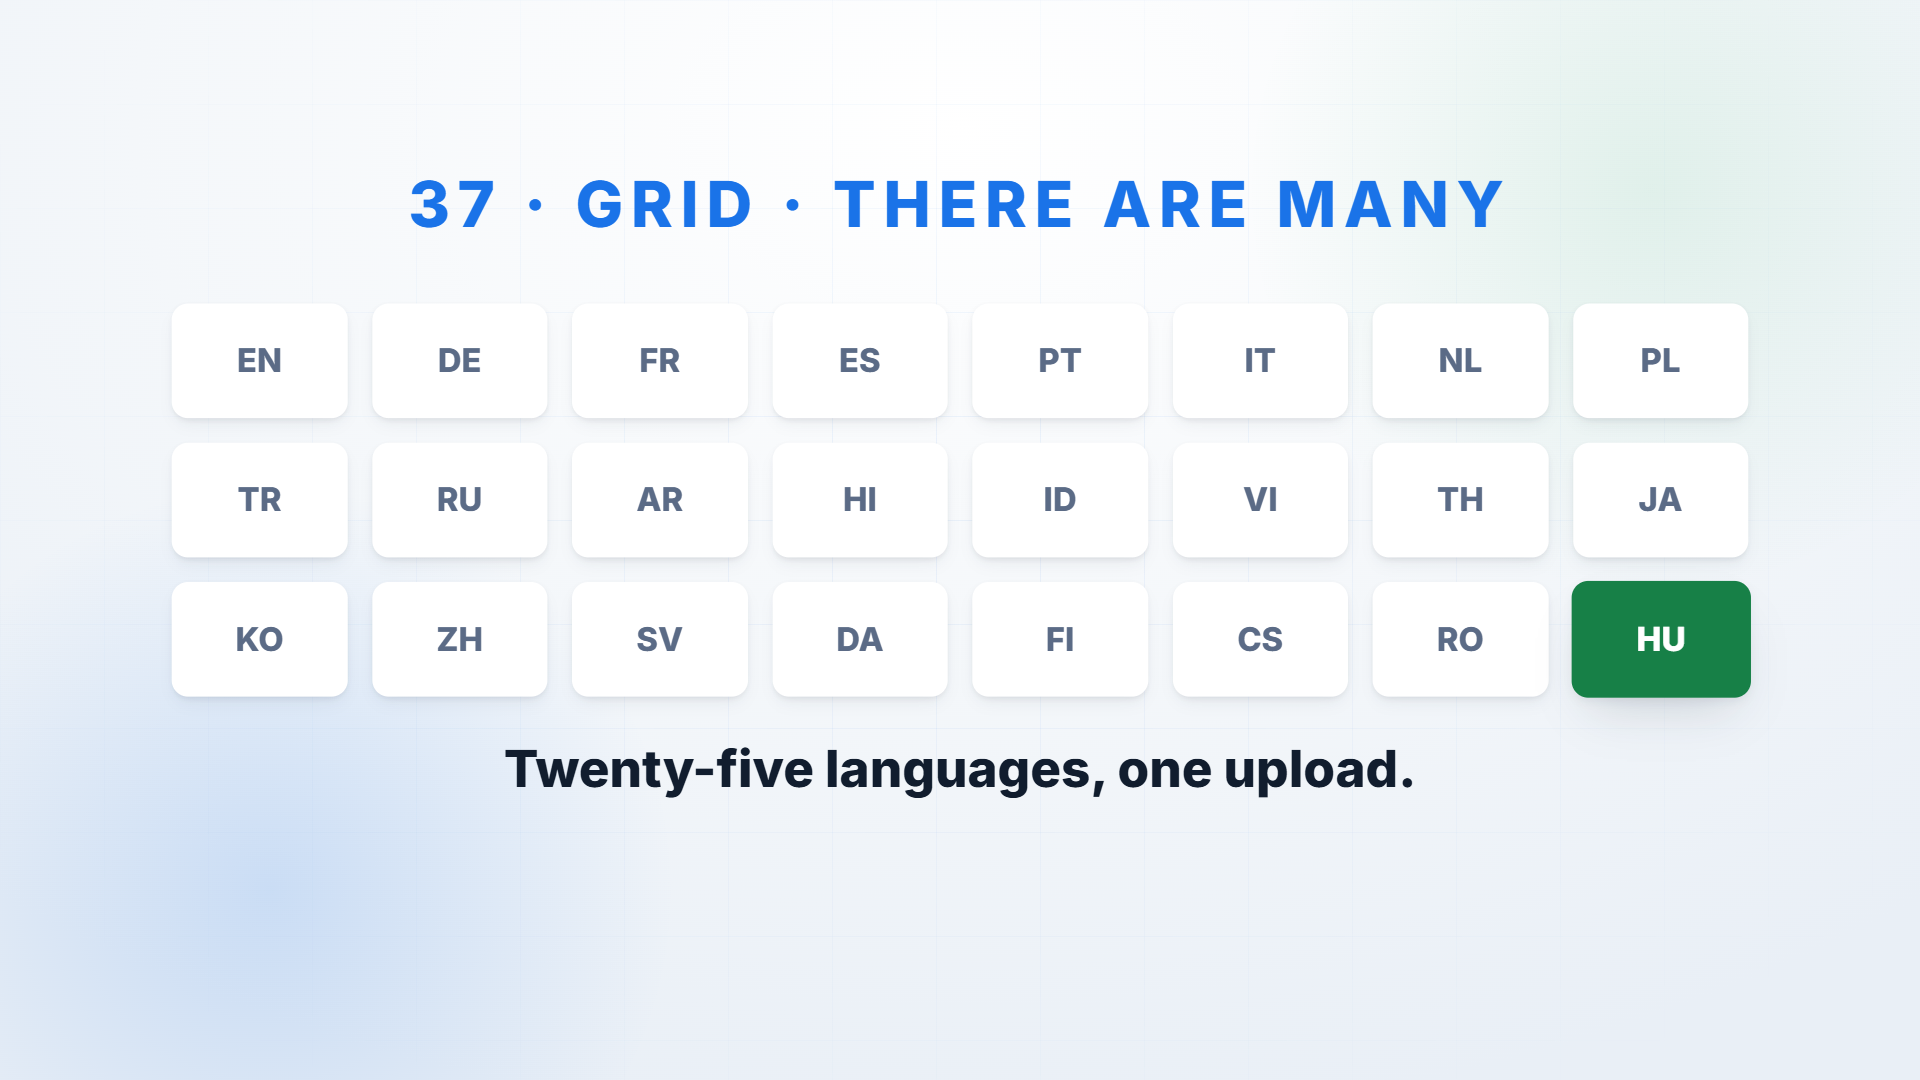 37 · GRID · THERE ARE MANY
EN DE FR ES PT IT NL PL
TR RU AR HI ID VI TH JA
KO ZH SV DA FI CS RO HU
Twenty-five languages, one upload.